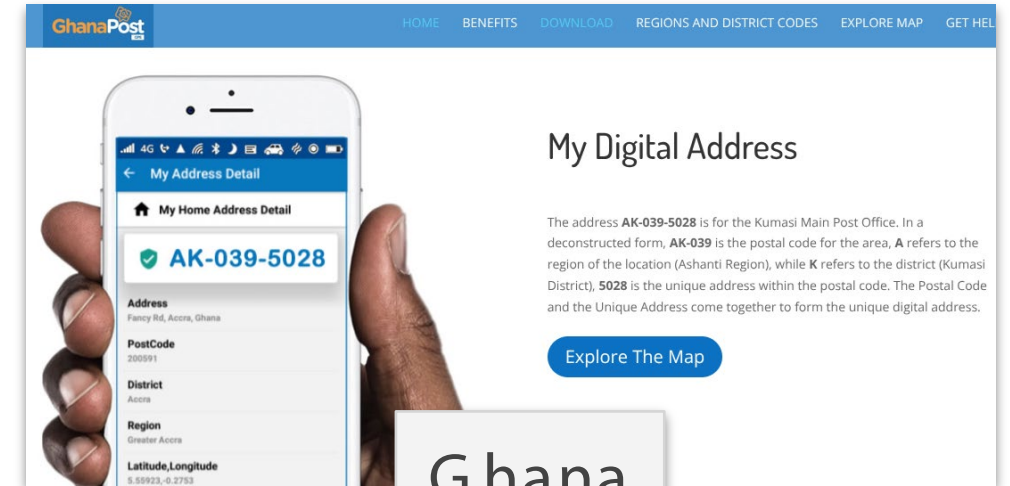 GhanaPost
GPS
HOME BENEFITS DOWNLOAD REGIONS AND DISTRICT CODES EXPLORE MAP GET HEL
4G
My Address Detail
My Home Address Detail
AK-039-5028
Address
Fancy Rd, Accra, Ghana
PostCode
200591
District
Accra
Region
Greater Accra
Latitude,Longitude
5.55923,-0.2753
My Digital Address
The address AK-039-5028 is for the Kumasi Main Post Office. In a
deconstructed form, AK-039 is the postal code for the area, A refers to the
region of the location (Ashanti Region), while K refers to the district (Kumasi
District), 5028 is the unique address within the postal code. The Postal Code
and the Unique Address come together to form the unique digital address.
Explore The Map
Ghana